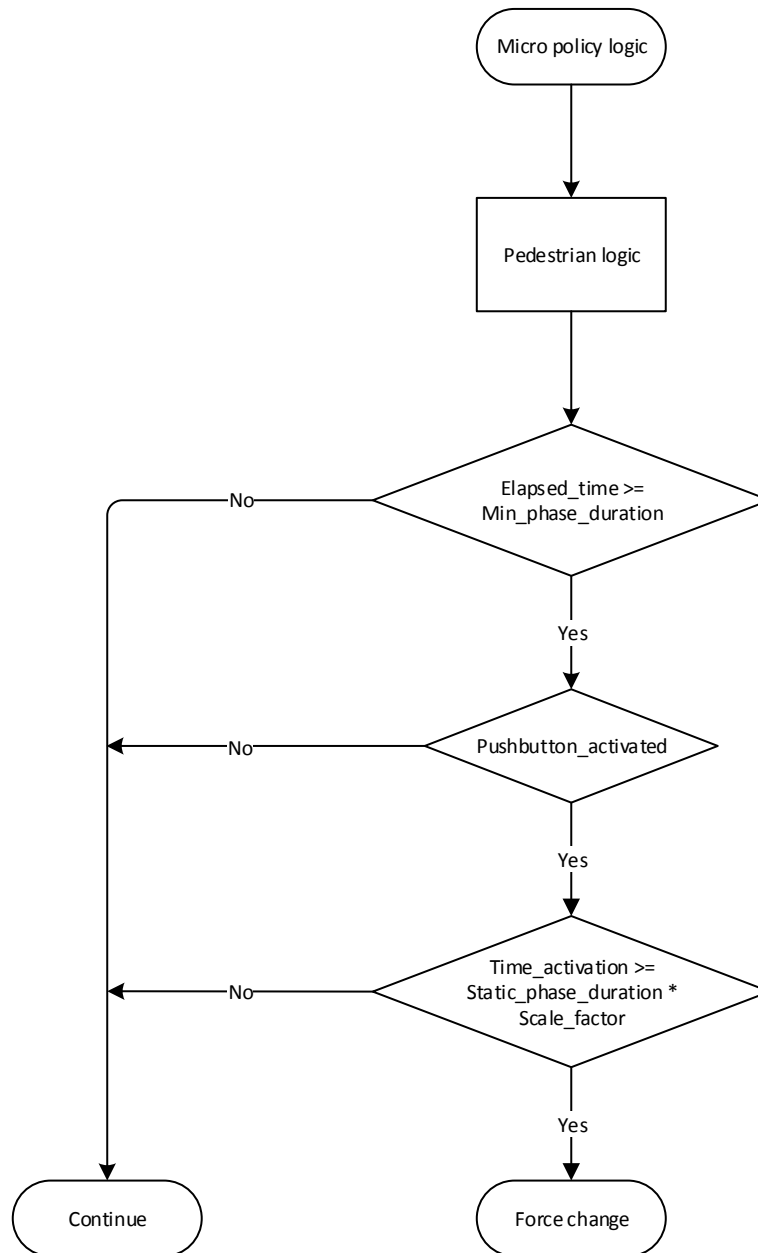 Micro policy logic
Pedestrian logic
Elapsed_time >=
Min_phase_duration
No
Yes
Pushbutton_activated
No
Yes
Time_activation >=
Static_phase_duration *
Scale_factor
No
Yes
Continue
Force change